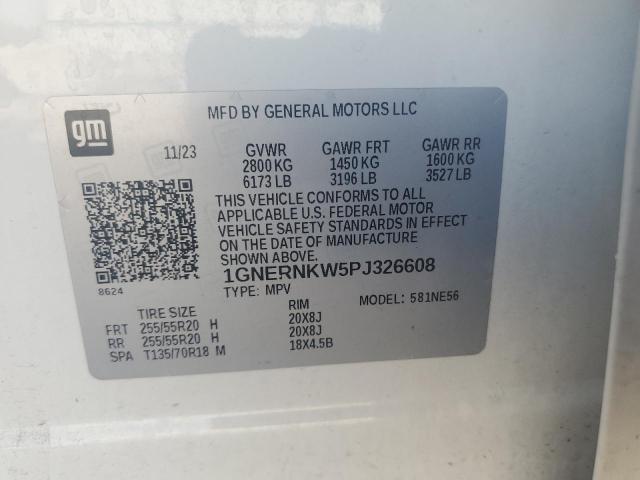 gm
MFD BY GENERAL MOTORS LLC
11/23 GVWR GAWR FRT GAWR RR
2800 KG 1450 KG 1600 KG
6173 LB 3196 LB 3527 LB
THIS VEHICLE CONFORMS TO ALL
APPLICABLE U.S. FEDERAL MOTOR
VEHICLE SAFETY STANDARDS IN EFFECT
ON THE DATE OF MANUFACTURE
SHOWN ABOVE.
1GNERNKW5PJ326608
8624
TYPE: MPV MODEL: 581NE56
TIRE SIZE RIM
FRT 255/55R20 H 20X8J
RR 255/55R20 H 20X8J
SPA T135/70R18 M 18X4.5B